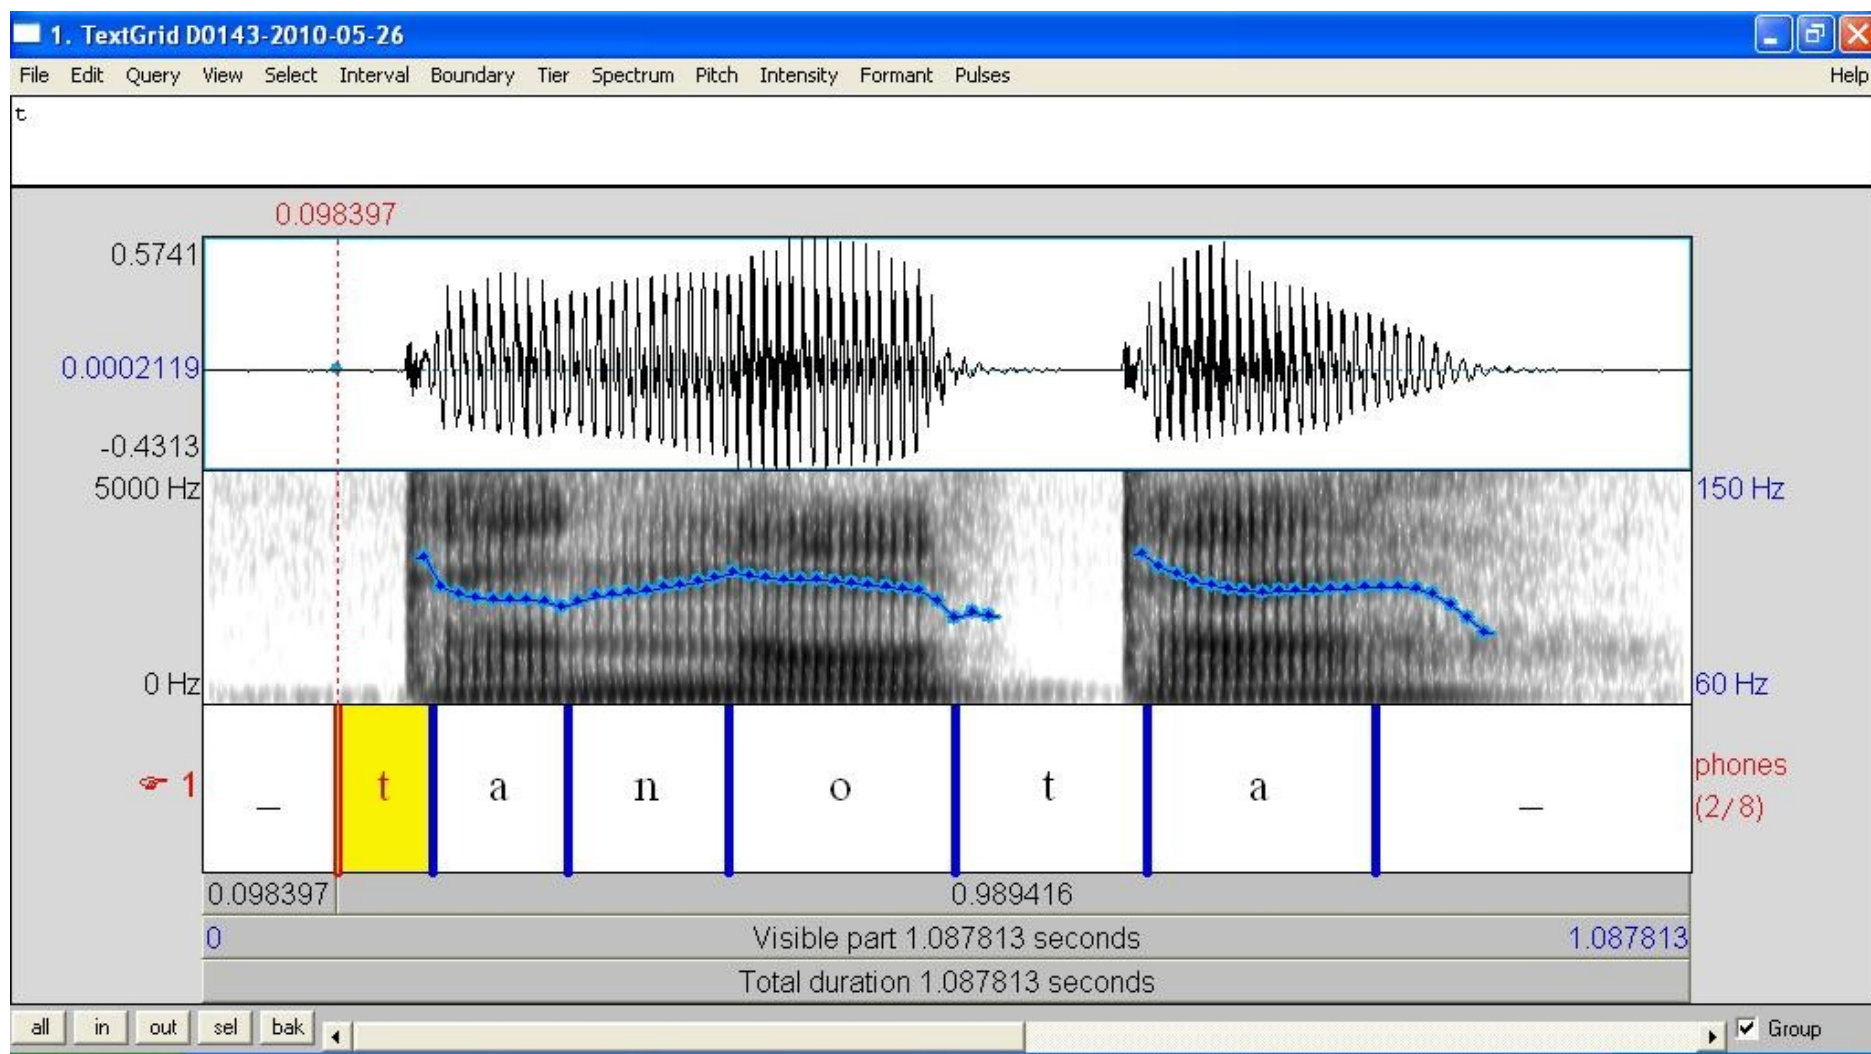 1. TextGrid D0143-2010-05-26
File Edit Query View Select Interval Boundary Tier Spectrum Pitch Intensity Formant Pulses Help
t
0.098397
0.5741
0.0002119
-0.4313
5000 Hz 150 Hz
0 Hz 60 Hz
☞ 1 _ t a n o t a _ phones
(2/8)
0.098397 0.989416
0 Visible part 1.087813 seconds 1.087813
Total duration 1.087813 seconds
all in out sel bak Group